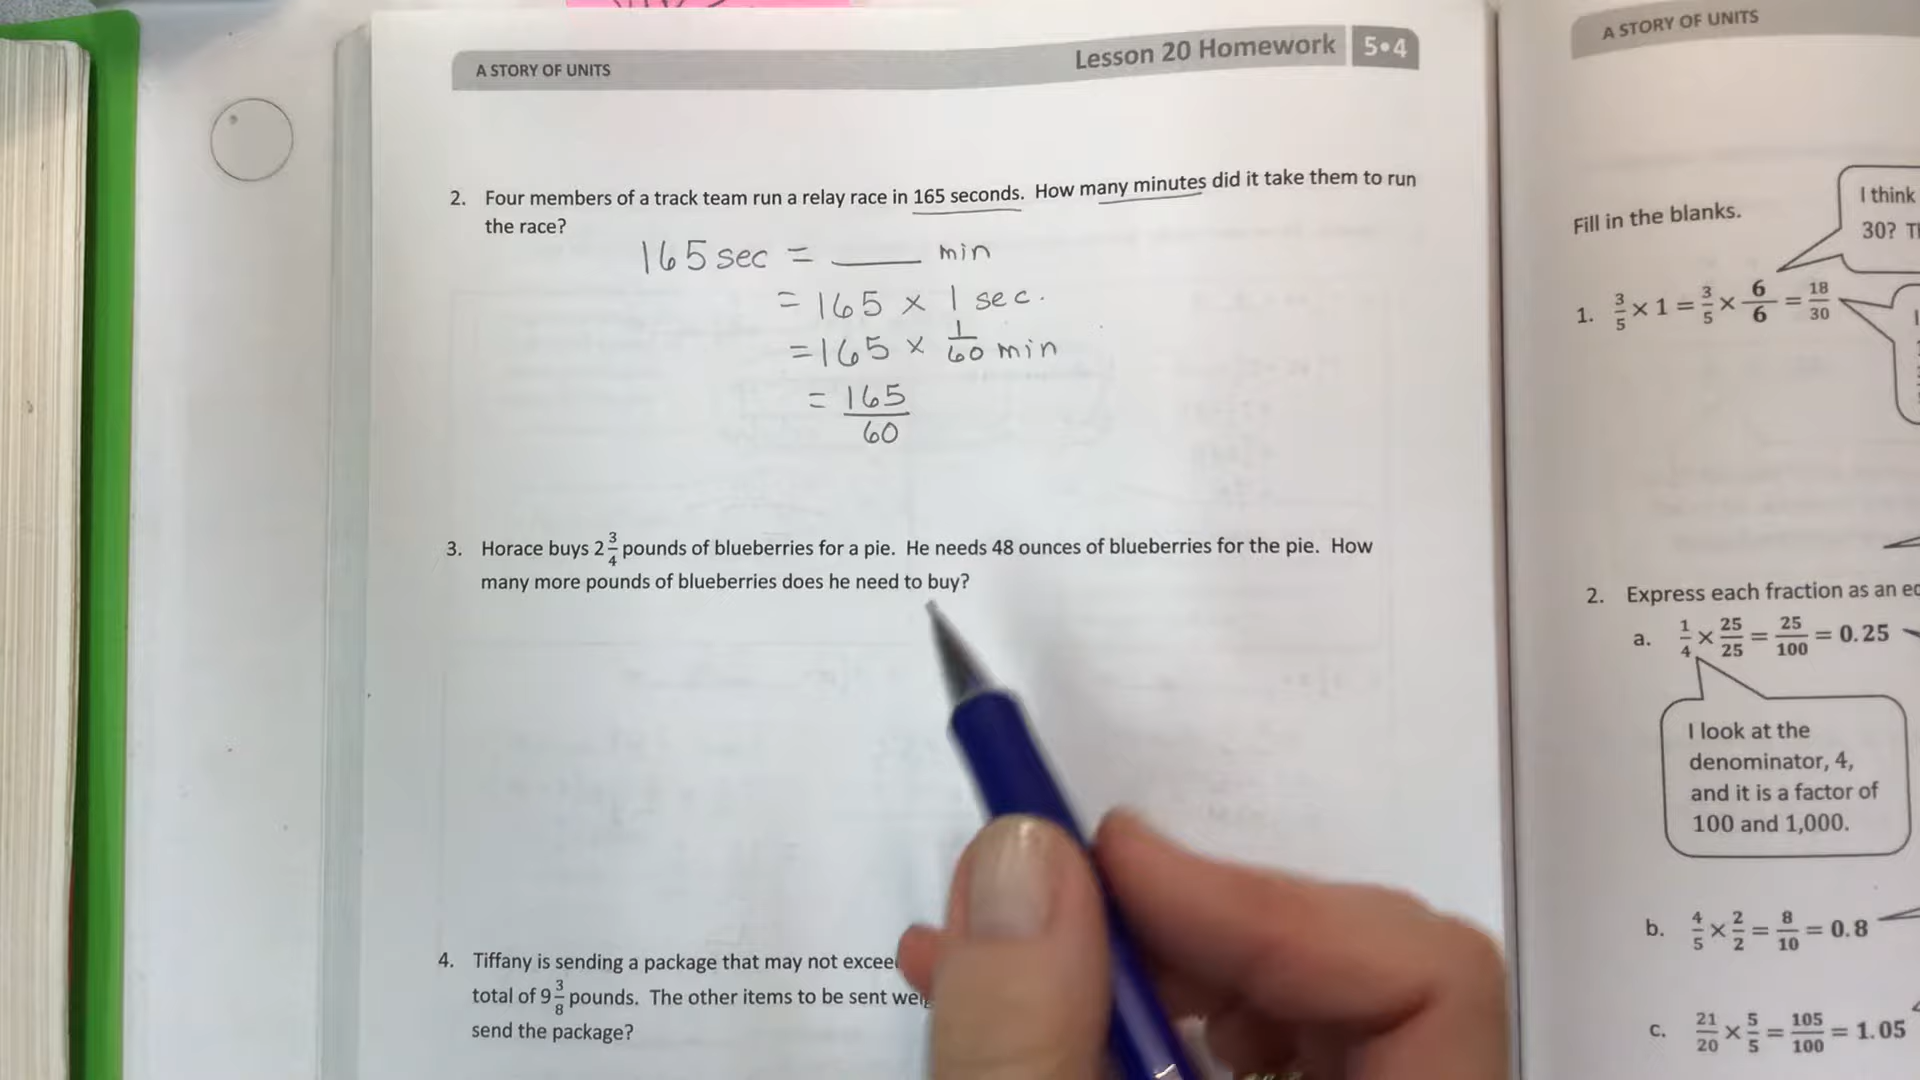 A STORY OF UNITS
Lesson 20 Homework 5•4
2. Four members of a track team run a relay race in 165 seconds. How many minutes did it take them to run
the race?
165 sec = ____ min
= 165 × 1 sec.
= 165 × 1/60 min
= 165/60
3. Horace buys 2 3/4 pounds of blueberries for a pie. He needs 48 ounces of blueberries for the pie. How
many more pounds of blueberries does he need to buy?
4. Tiffany is sending a package that may not
total of 9 3/8 pounds. The other items to be sent
send the package?
A STORY OF UNITS
I think
30?
Fill in the blanks.
1. 3/5 × 1 = 3/5 × 6/6 = 18/30
2. Express each fraction as an
a. 1/4 × 25/25 = 25/100 = 0.25
I look at the
denominator, 4,
and it is a factor of
100 and 1,000.
b. 4/5 × 2/2 = 8/10 = 0.8
c. 21/20 × 5/5 = 105/100 = 1.05